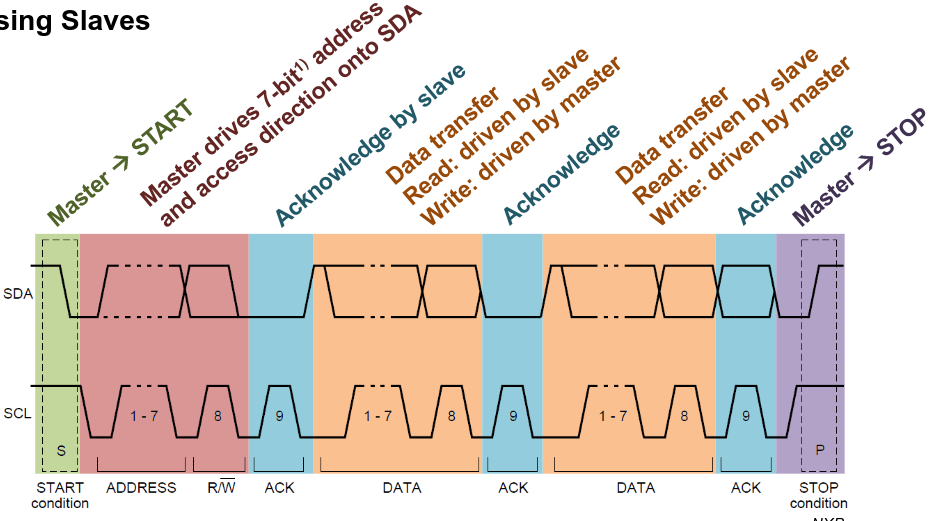 sing Slaves
Master → START
Master drives 7-bit¹⁾ address
and access direction onto SDA
Acknowledge by slave
Data transfer
Read: driven by slave
Write: driven by master
Acknowledge
Data transfer
Read: driven by slave
Write: driven by master
Acknowledge
Master → STOP
SDA
SCL
1 - 7
8
9
1 - 7
8
9
1 - 7
8
9
S
P
START
condition
ADDRESS
R/W̅
ACK
DATA
ACK
DATA
ACK
STOP
condition